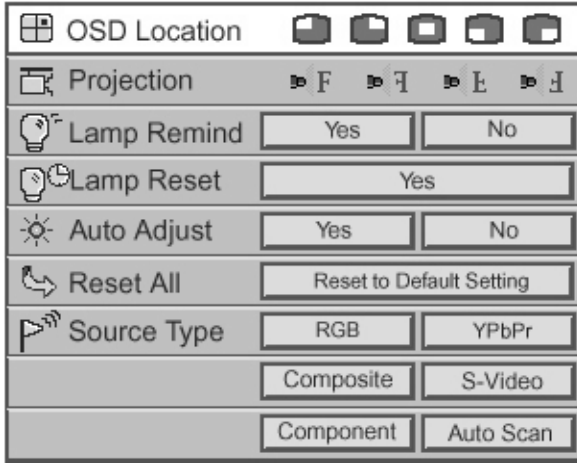 OSD Location
Projection F F F F
Lamp Remind Yes No
Lamp Reset Yes
Auto Adjust Yes No
Reset All Reset to Default Setting
Source Type RGB YPbPr
Composite S-Video
Component Auto Scan